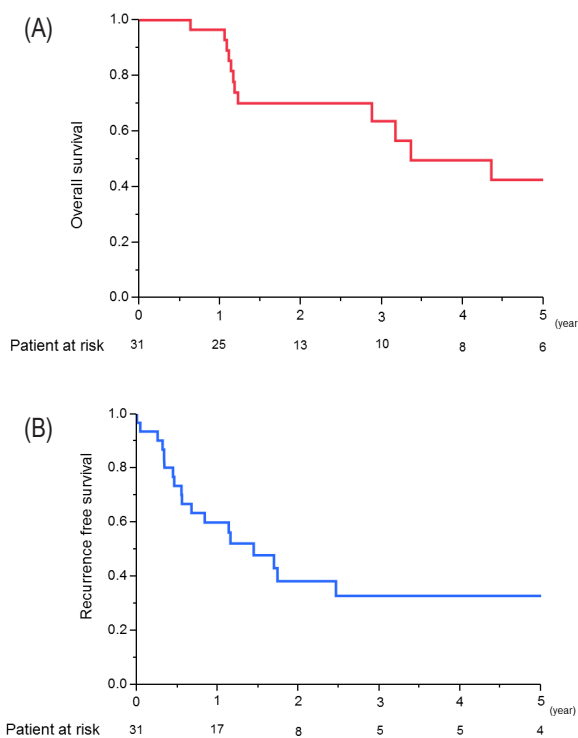 (A)
Overall survival
1.0
0.8
0.6
0.4
0.2
0.0
0 1 2 3 4 5 (year
Patient at risk 31 25 13 10 8 6
(B)
Recurrence free survival
1.0
0.8
0.6
0.4
0.2
0.0
0 1 2 3 4 5 (year)
Patient at risk 31 17 8 5 5 4